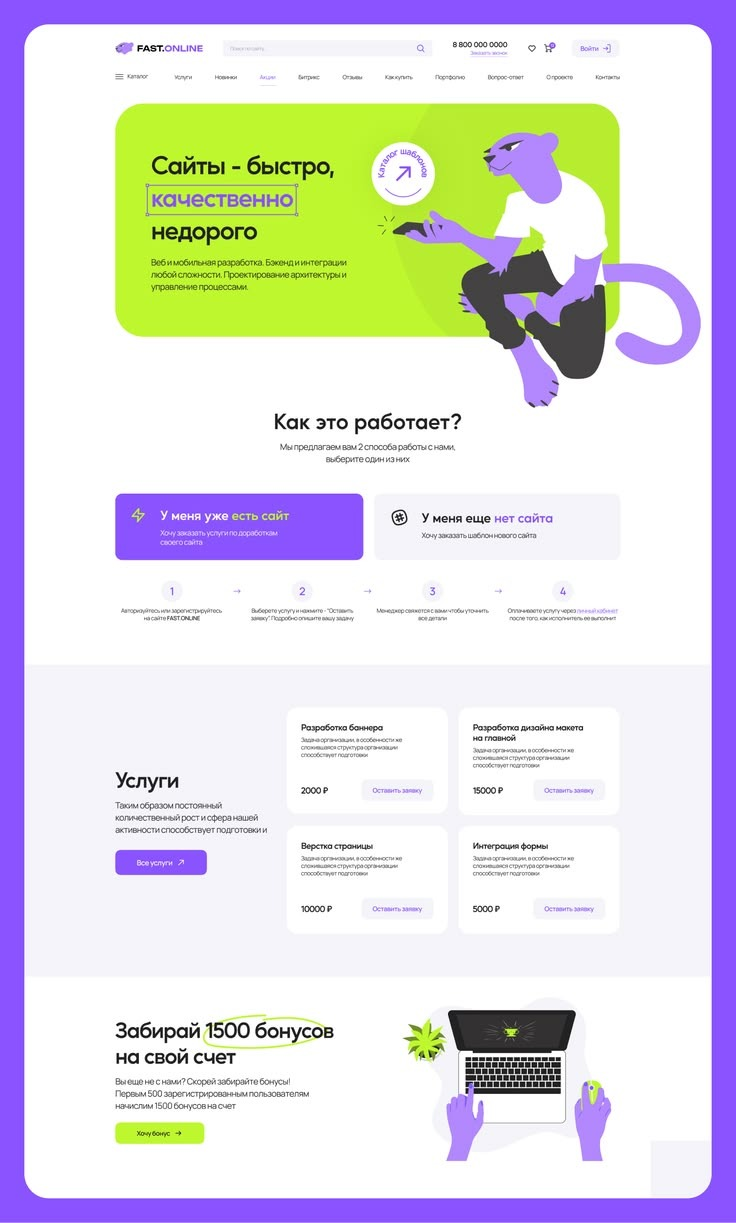 FAST.ONLINE
Поиск по сайту...
8 800 000 0000
Заказать звонок
0
Войти
Каталог
Услуги
Новинки
Акции
Битрикс
Отзывы
Как купить
Портфолио
Вопрос-ответ
О проекте
Контакты
Сайты - быстро,
качественно
недорого
Веб и мобильная разработка. Бэкенд и интеграции
любой сложности. Проектирование архитектуры и
управление процессами.
Каталог шаблонов
Как это работает?
Мы предлагаем вам 2 способа работы с нами,
выберите один из них
У меня уже есть сайт
Хочу заказать услуги по доработкам
своего сайта
У меня еще нет сайта
Хочу заказать шаблон нового сайта
1
Авторизуйтесь или зарегистрируйтесь
на сайте FAST.ONLINE
2
Выберете услугу и нажмите - "Оставить
заявку". Подробно опишите вашу задачу
3
Менеджер свяжется с вами чтобы уточнить
все детали
4
Оплачиваете услугу через личный кабинет
после того, как исполнитель ее выполнит
Услуги
Таким образом постоянный
количественный рост и сфера нашей
активности способствует подготовки и
Все услуги
Разработка баннера
Задача организации, в особенности же
сложившаяся структура организации
способствует подготовки
2000 ₽
Оставить заявку
Разработка дизайна макета
на главной
Задача организации, в особенности же
сложившаяся структура организации
способствует подготовки
15000 ₽
Оставить заявку
Верстка страницы
Задача организации, в особенности же
сложившаяся структура организации
способствует подготовки
10000 ₽
Оставить заявку
Интеграция формы
Задача организации, в особенности же
сложившаяся структура организации
способствует подготовки
5000 ₽
Оставить заявку
Забирай 1500 бонусов
на свой счет
Вы еще не с нами? Скорей забирайте бонусы!
Первым 500 зарегистрированным пользователям
начислим 1500 бонусов на счет
Хочу бонус